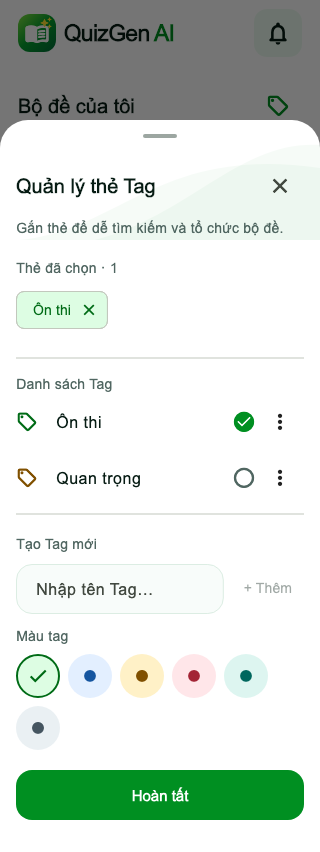 QuizGen AI
Bộ đề của tôi
Quản lý thẻ Tag
Gắn thẻ để dễ tìm kiếm và tổ chức bộ đề.
Thẻ đã chọn · 1
Ôn thi
Danh sách Tag
Ôn thi
Quan trọng
Tạo Tag mới
Nhập tên Tag...
+ Thêm
Màu tag
Hoàn tất